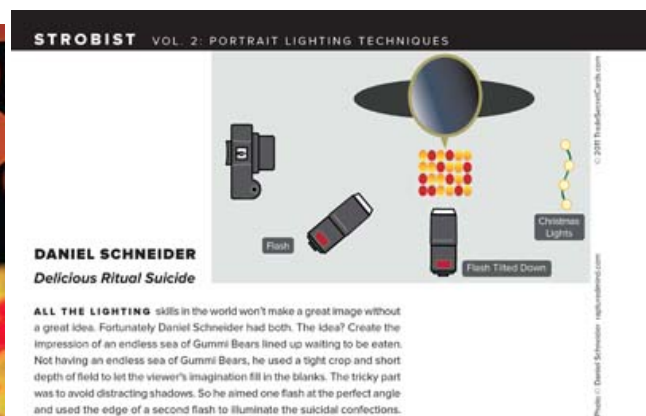 STROBIST VOL. 2: PORTRAIT LIGHTING TECHNIQUES
© 2011 TradeSecretCards.com
Flash
Flash Tilted Down
Christmas
Lights
Photo © Daniel Schneider rapturedmind.com
DANIEL SCHNEIDER
Delicious Ritual Suicide
ALL THE LIGHTING skills in the world won't make a great image without
a great idea. Fortunately Daniel Schneider had both. The idea? Create the
impression of an endless sea of Gummi Bears lined up waiting to be eaten.
Not having an endless sea of Gummi Bears, he used a tight crop and short
depth of field to let the viewer's imagination fill in the blanks. The tricky part
was to avoid distracting shadows. So he aimed one flash at the perfect angle
and used the edge of a second flash to illuminate the suicidal confections.